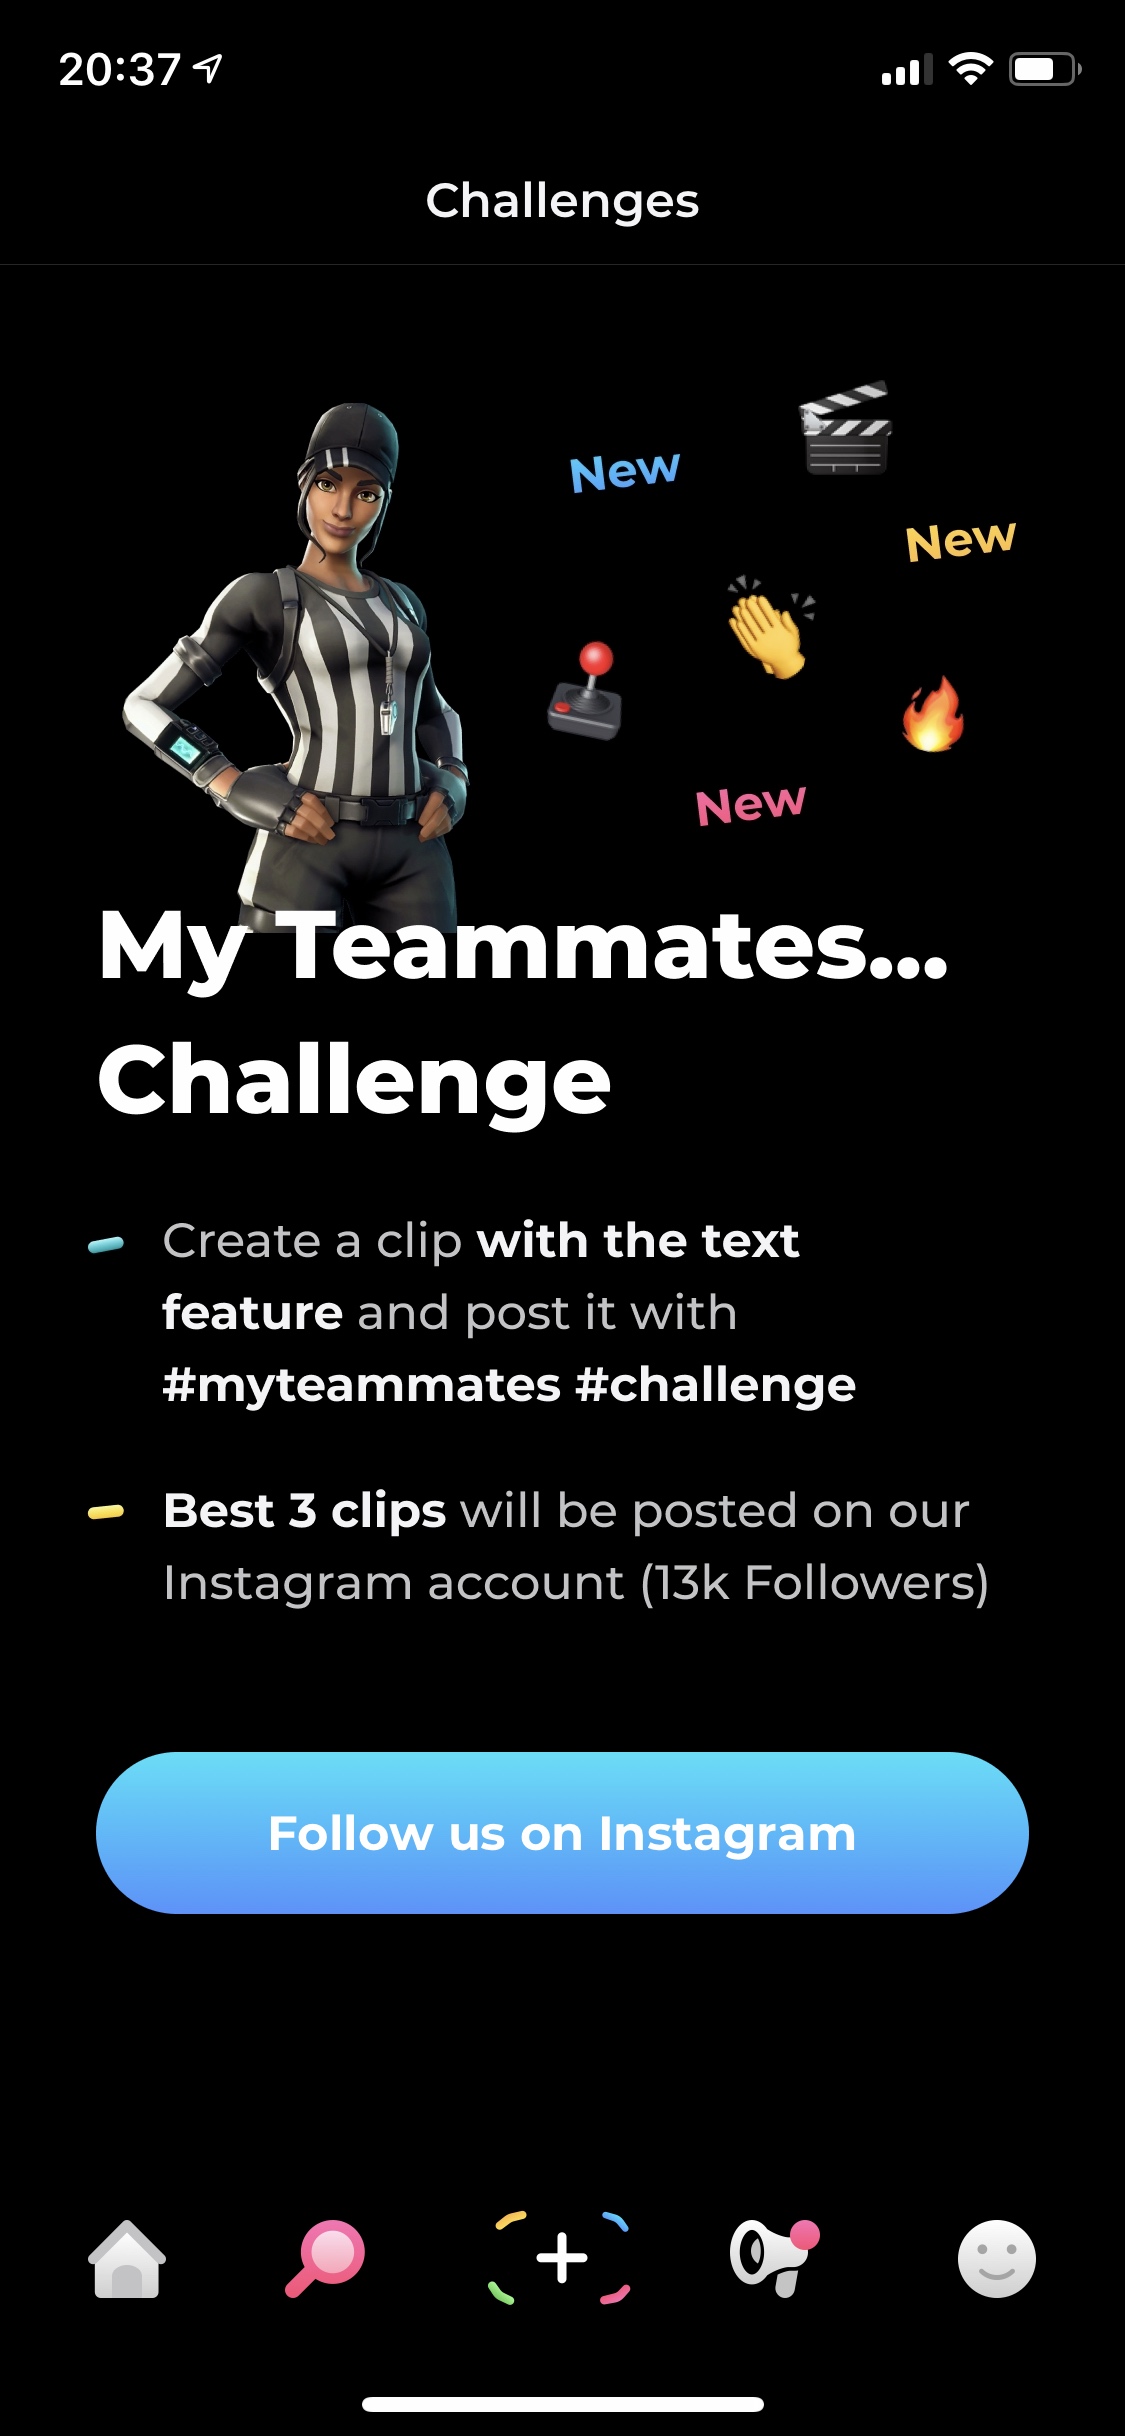 20:37
Challenges
New
New
New
My Teammates...
Challenge
Create a clip with the text
feature and post it with
#myteammates #challenge
Best 3 clips will be posted on our
Instagram account (13k Followers)
Follow us on Instagram